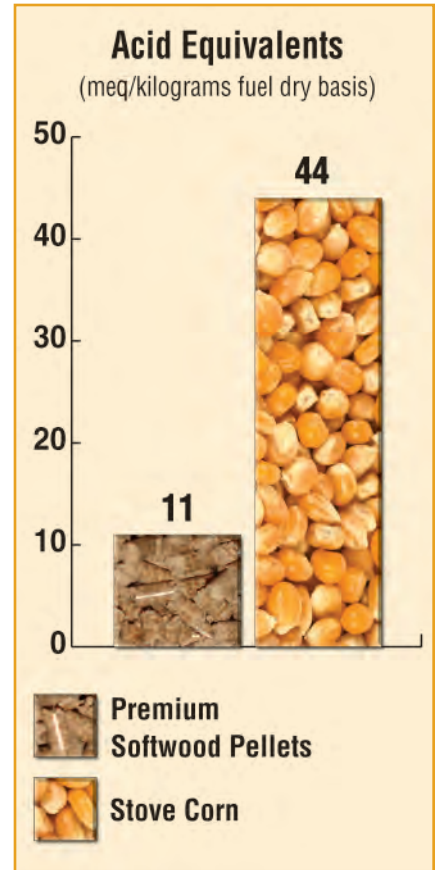 Acid Equivalents
(meq/kilograms fuel dry basis)
50
44
40
30
20
11
10
0
Premium
Softwood Pellets
Stove Corn